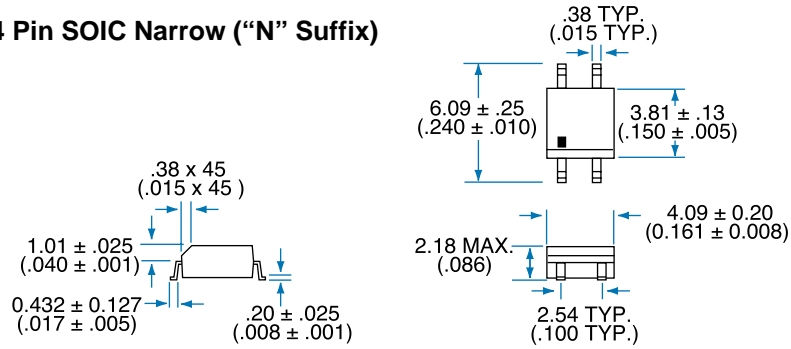 4 Pin SOIC Narrow (“N” Suffix)
.38 TYP.
(.015 TYP.)
6.09 ± .25
(.240 ± .010)
3.81 ± .13
(.150 ± .005)
.38 x 45
(.015 x 45 )
1.01 ± .025
(.040 ± .001)
0.432 ± 0.127
(.017 ± .005)
.20 ± .025
(.008 ± .001)
4.09 ± 0.20
(0.161 ± 0.008)
2.18 MAX.
(.086)
2.54 TYP.
(.100 TYP.)